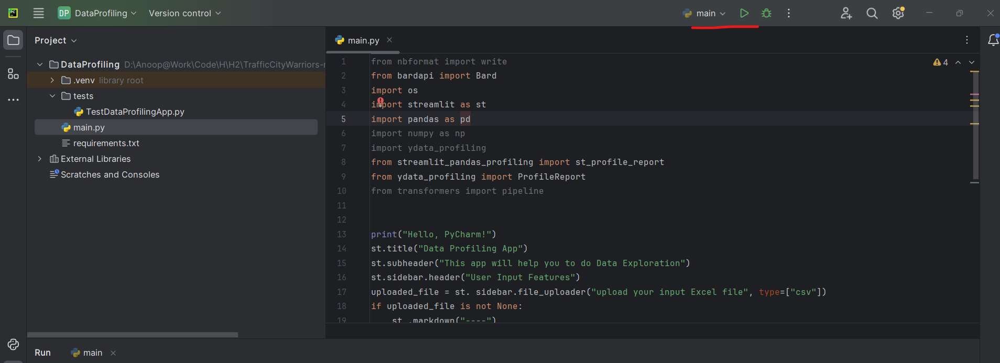 PC
DP DataProfiling Version control main
Project
main.py
DataProfiling D:\Anoop@Work\Code\H\H2\TrafficCityWarriors-
.venv library root
tests
TestDataProfilingApp.py
main.py
requirements.txt
External Libraries
Scratches and Consoles
4
1 from nbformat import write
2 from bardapi import Bard
3 import os
4 import streamlit as st
5 import pandas as pd
6 import numpy as np
7 import ydata_profiling
8 from streamlit_pandas_profiling import st_profile_report
9 from ydata_profiling import ProfileReport
10 from transformers import pipeline
11
12
13 print("Hello, PyCharm!")
14 st.title("Data Profiling App")
15 st.subheader("This app will help you to do Data Exploration")
16 st.sidebar.header("User Input Features")
17 uploaded_file = st. sidebar.file_uploader("upload your input Excel file", type=["csv"])
18 if uploaded_file is not None:
19 st .markdown("----")
Run main